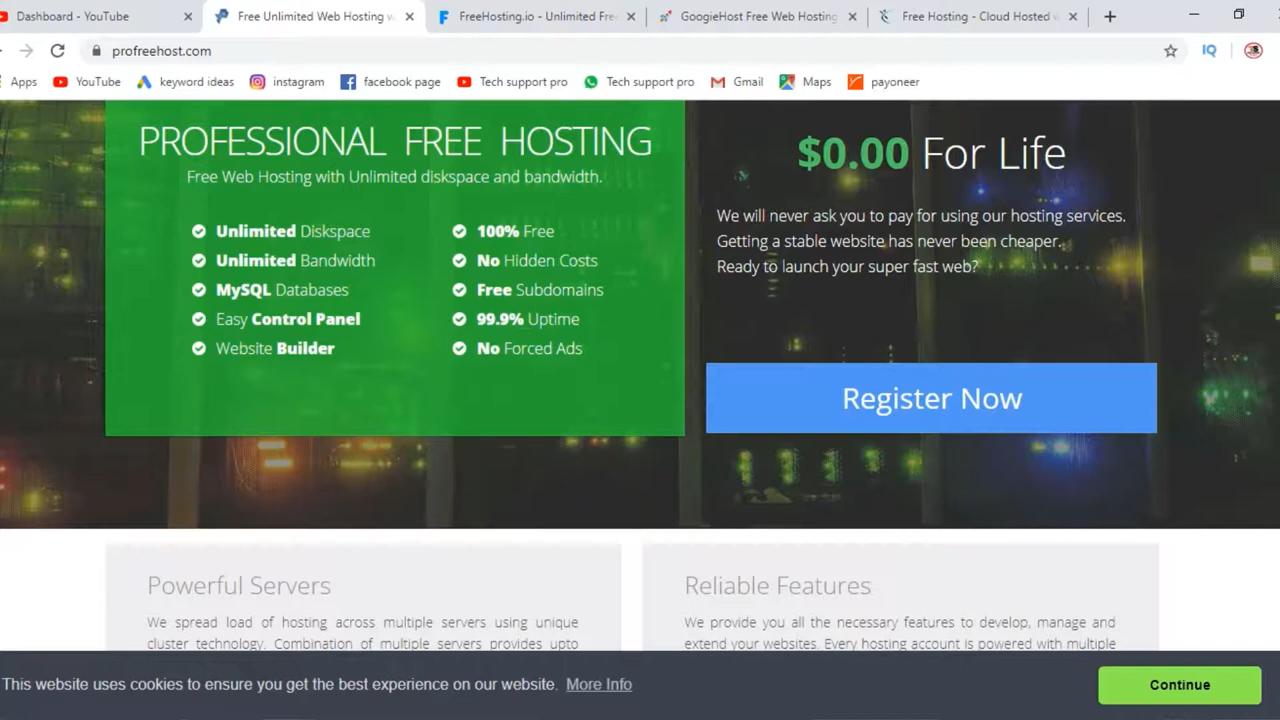 Dashboard - YouTube
Free Unlimited Web Hosting w
FreeHosting.io - Unlimited Fre
GoogieHost Free Web Hosting
Free Hosting - Cloud Hosted w
profreehost.com
IQ
Apps
YouTube
keyword ideas
instagram
facebook page
Tech support pro
Tech support pro
Gmail
Maps
payoneer
PROFESSIONAL FREE HOSTING
Free Web Hosting with Unlimited diskspace and bandwidth.
Unlimited Diskspace
Unlimited Bandwidth
MySQL Databases
Easy Control Panel
Website Builder
100% Free
No Hidden Costs
Free Subdomains
99.9% Uptime
No Forced Ads
$0.00 For Life
We will never ask you to pay for using our hosting services.
Getting a stable website has never been cheaper.
Ready to launch your super fast web?
Register Now
Powerful Servers
We spread load of hosting across multiple servers using unique
cluster technology. Combination of multiple servers provides upto
Reliable Features
We provide you all the necessary features to develop, manage and
extend your websites. Every hosting account is powered with multiple
This website uses cookies to ensure you get the best experience on our website. More Info
Continue